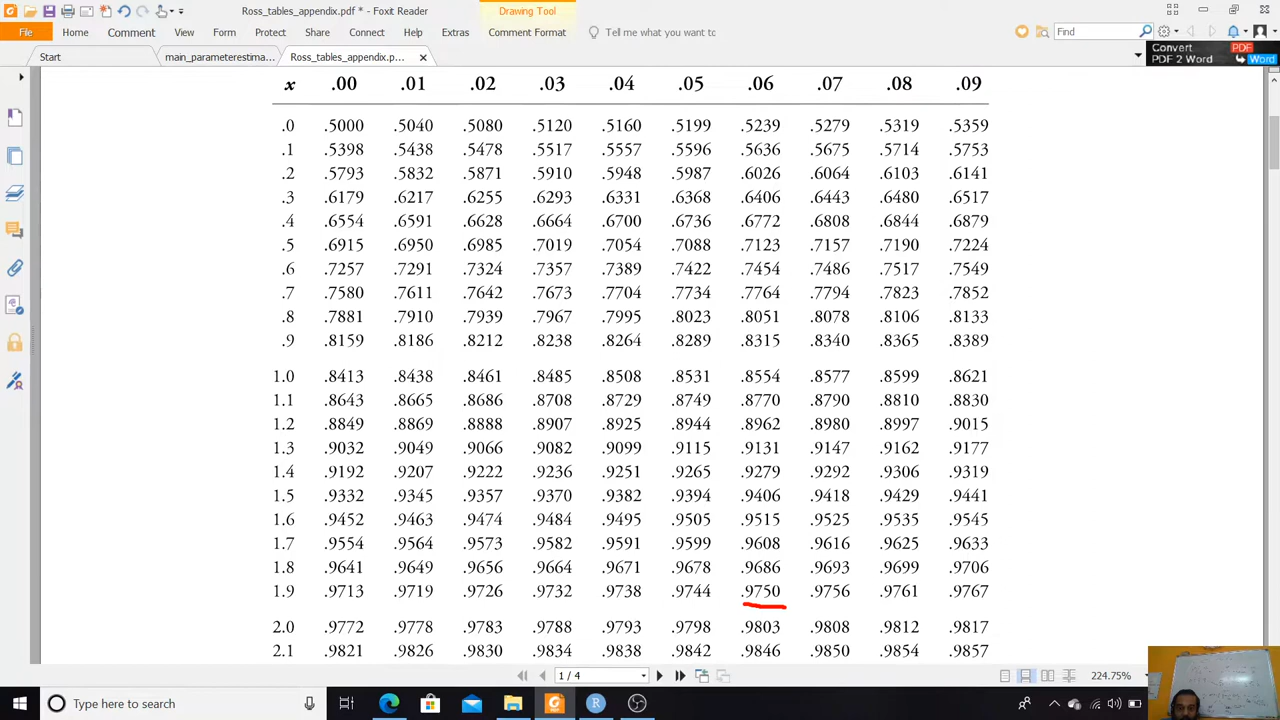 Ross_tables_appendix.pdf * - Foxit Reader
Drawing Tool
File Home Comment View Form Protect Share Connect Help Extras Comment Format Tell me what you want to Find
Start main_parameterestima... Ross_tables_appendix.p...
Convert PDF
PDF 2 Word Word
x .00 .01 .02 .03 .04 .05 .06 .07 .08 .09
.0 .5000 .5040 .5080 .5120 .5160 .5199 .5239 .5279 .5319 .5359
.1 .5398 .5438 .5478 .5517 .5557 .5596 .5636 .5675 .5714 .5753
.2 .5793 .5832 .5871 .5910 .5948 .5987 .6026 .6064 .6103 .6141
.3 .6179 .6217 .6255 .6293 .6331 .6368 .6406 .6443 .6480 .6517
.4 .6554 .6591 .6628 .6664 .6700 .6736 .6772 .6808 .6844 .6879
.5 .6915 .6950 .6985 .7019 .7054 .7088 .7123 .7157 .7190 .7224
.6 .7257 .7291 .7324 .7357 .7389 .7422 .7454 .7486 .7517 .7549
.7 .7580 .7611 .7642 .7673 .7704 .7734 .7764 .7794 .7823 .7852
.8 .7881 .7910 .7939 .7967 .7995 .8023 .8051 .8078 .8106 .8133
.9 .8159 .8186 .8212 .8238 .8264 .8289 .8315 .8340 .8365 .8389
1.0 .8413 .8438 .8461 .8485 .8508 .8531 .8554 .8577 .8599 .8621
1.1 .8643 .8665 .8686 .8708 .8729 .8749 .8770 .8790 .8810 .8830
1.2 .8849 .8869 .8888 .8907 .8925 .8944 .8962 .8980 .8997 .9015
1.3 .9032 .9049 .9066 .9082 .9099 .9115 .9131 .9147 .9162 .9177
1.4 .9192 .9207 .9222 .9236 .9251 .9265 .9279 .9292 .9306 .9319
1.5 .9332 .9345 .9357 .9370 .9382 .9394 .9406 .9418 .9429 .9441
1.6 .9452 .9463 .9474 .9484 .9495 .9505 .9515 .9525 .9535 .9545
1.7 .9554 .9564 .9573 .9582 .9591 .9599 .9608 .9616 .9625 .9633
1.8 .9641 .9649 .9656 .9664 .9671 .9678 .9686 .9693 .9699 .9706
1.9 .9713 .9719 .9726 .9732 .9738 .9744 .9750 .9756 .9761 .9767
2.0 .9772 .9778 .9783 .9788 .9793 .9798 .9803 .9808 .9812 .9817
2.1 .9821 .9826 .9830 .9834 .9838 .9842 .9846 .9850 .9854 .9857
1 / 4 224.75%
Type here to search